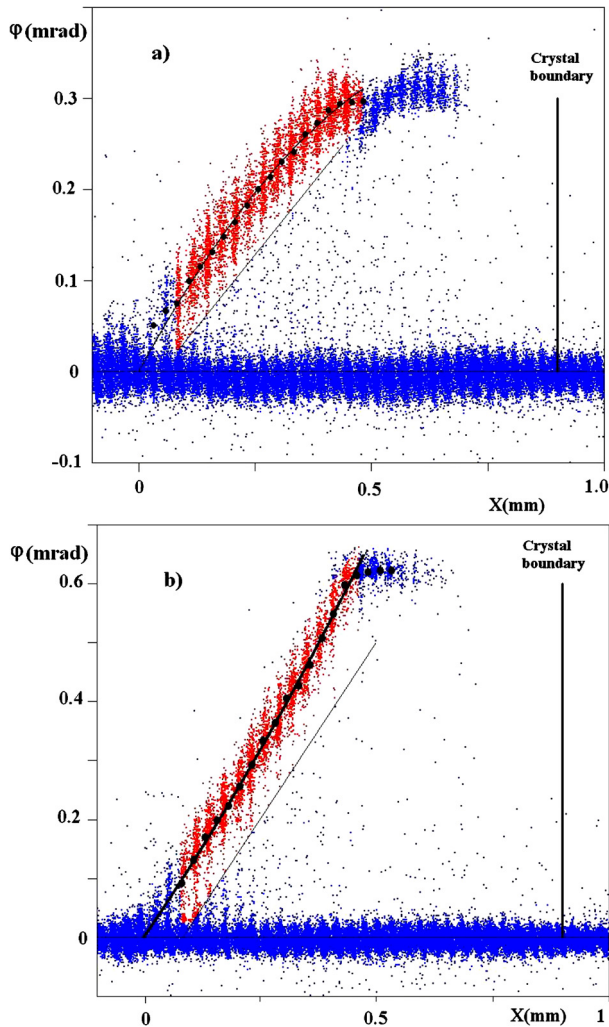 φ(mrad)
a)
Crystal
boundary
0.3
0.2
0.1
0
-0.1
0
0.5
1.0
X(mm)
φ(mrad)
b)
Crystal
boundary
0.6
0.4
0.2
0
0
0.5
X(mm)
1